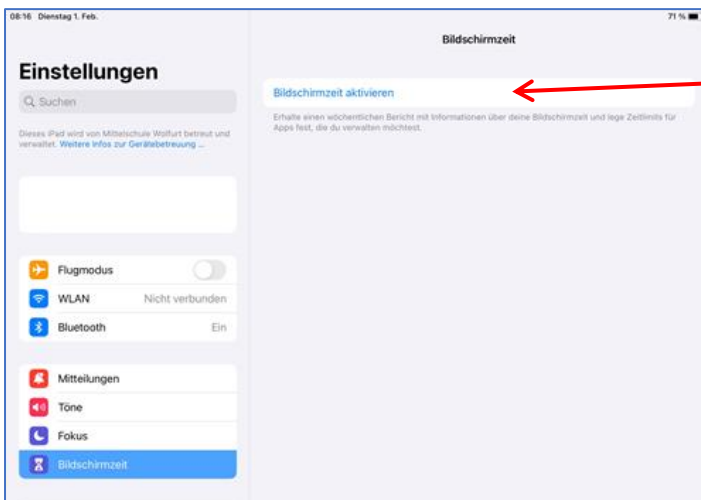 08:16 Dienstag 1. Feb.
71 %
Einstellungen
Suchen
Dieses iPad wird von Mittelschule Wolfurt betreut und
verwaltet. Weitere Infos zur Gerätebetreuung ...
Flugmodus
WLAN Nicht verbunden
Bluetooth Ein
Mitteilungen
Töne
Fokus
Bildschirmzeit
Bildschirmzeit
Bildschirmzeit aktivieren
Erhalte einen wöchentlichen Bericht mit Informationen über deine Bildschirmzeit und lege Zeitlimits für
Apps fest, die du verwalten möchtest.